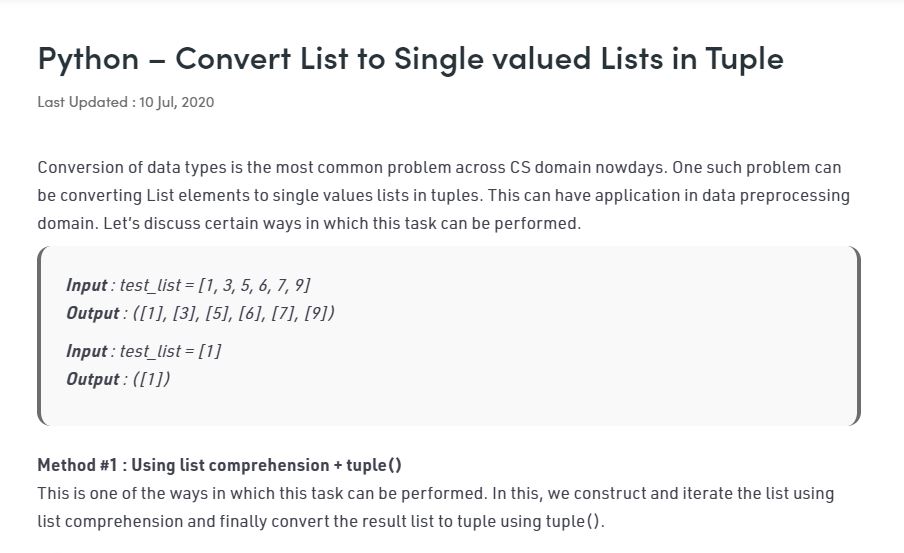 Python – Convert List to Single valued Lists in Tuple
Last Updated : 10 Jul, 2020
Conversion of data types is the most common problem across CS domain nowdays. One such problem can
be converting List elements to single values lists in tuples. This can have application in data preprocessing
domain. Let’s discuss certain ways in which this task can be performed.
Input : test_list = [1, 3, 5, 6, 7, 9]
Output : ([1], [3], [5], [6], [7], [9])
Input : test_list = [1]
Output : ([1])
Method #1 : Using list comprehension + tuple()
This is one of the ways in which this task can be performed. In this, we construct and iterate the list using
list comprehension and finally convert the result list to tuple using tuple().